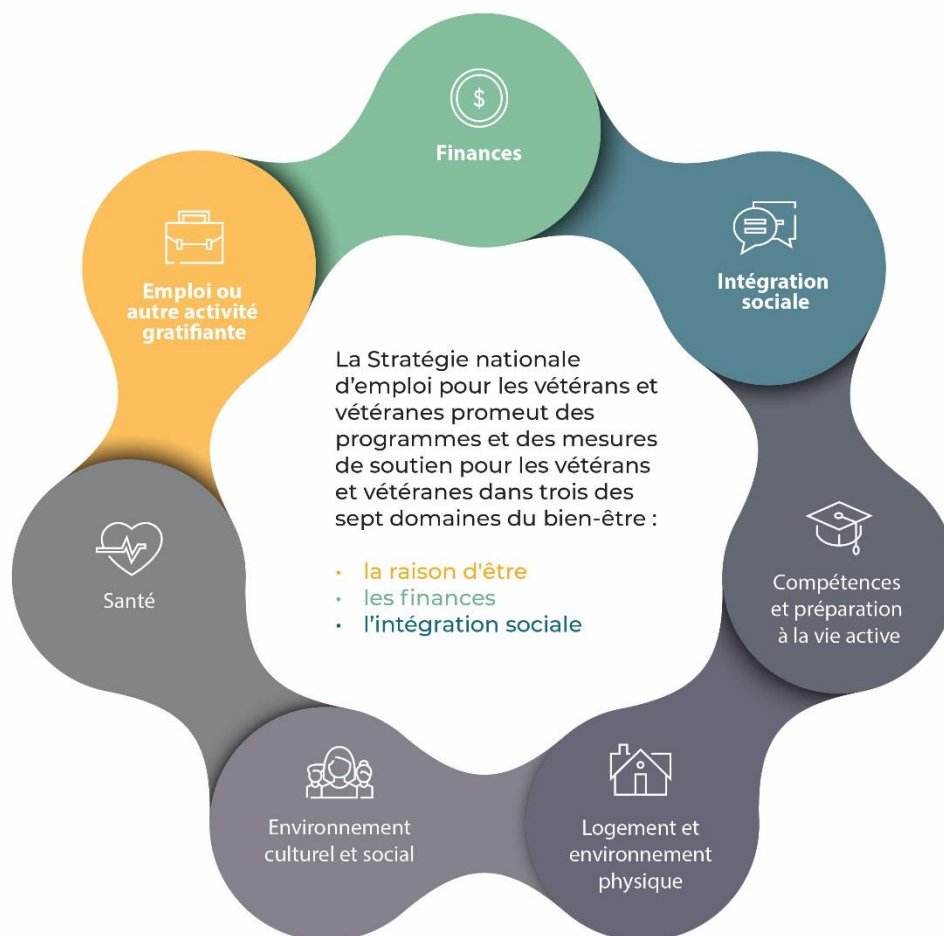 $
Finances
Intégration
sociale
Emploi ou
autre activité
gratifiante
La Stratégie nationale
d'emploi pour les vétérans et
vétéranes promeut des
programmes et des mesures
de soutien pour les vétérans
et vétéranes dans trois des
sept domaines du bien-être :
• la raison d'être
• les finances
• l'intégration sociale
Compétences
et préparation
à la vie active
Santé
Environnement
culturel et social
Logement et
environnement
physique